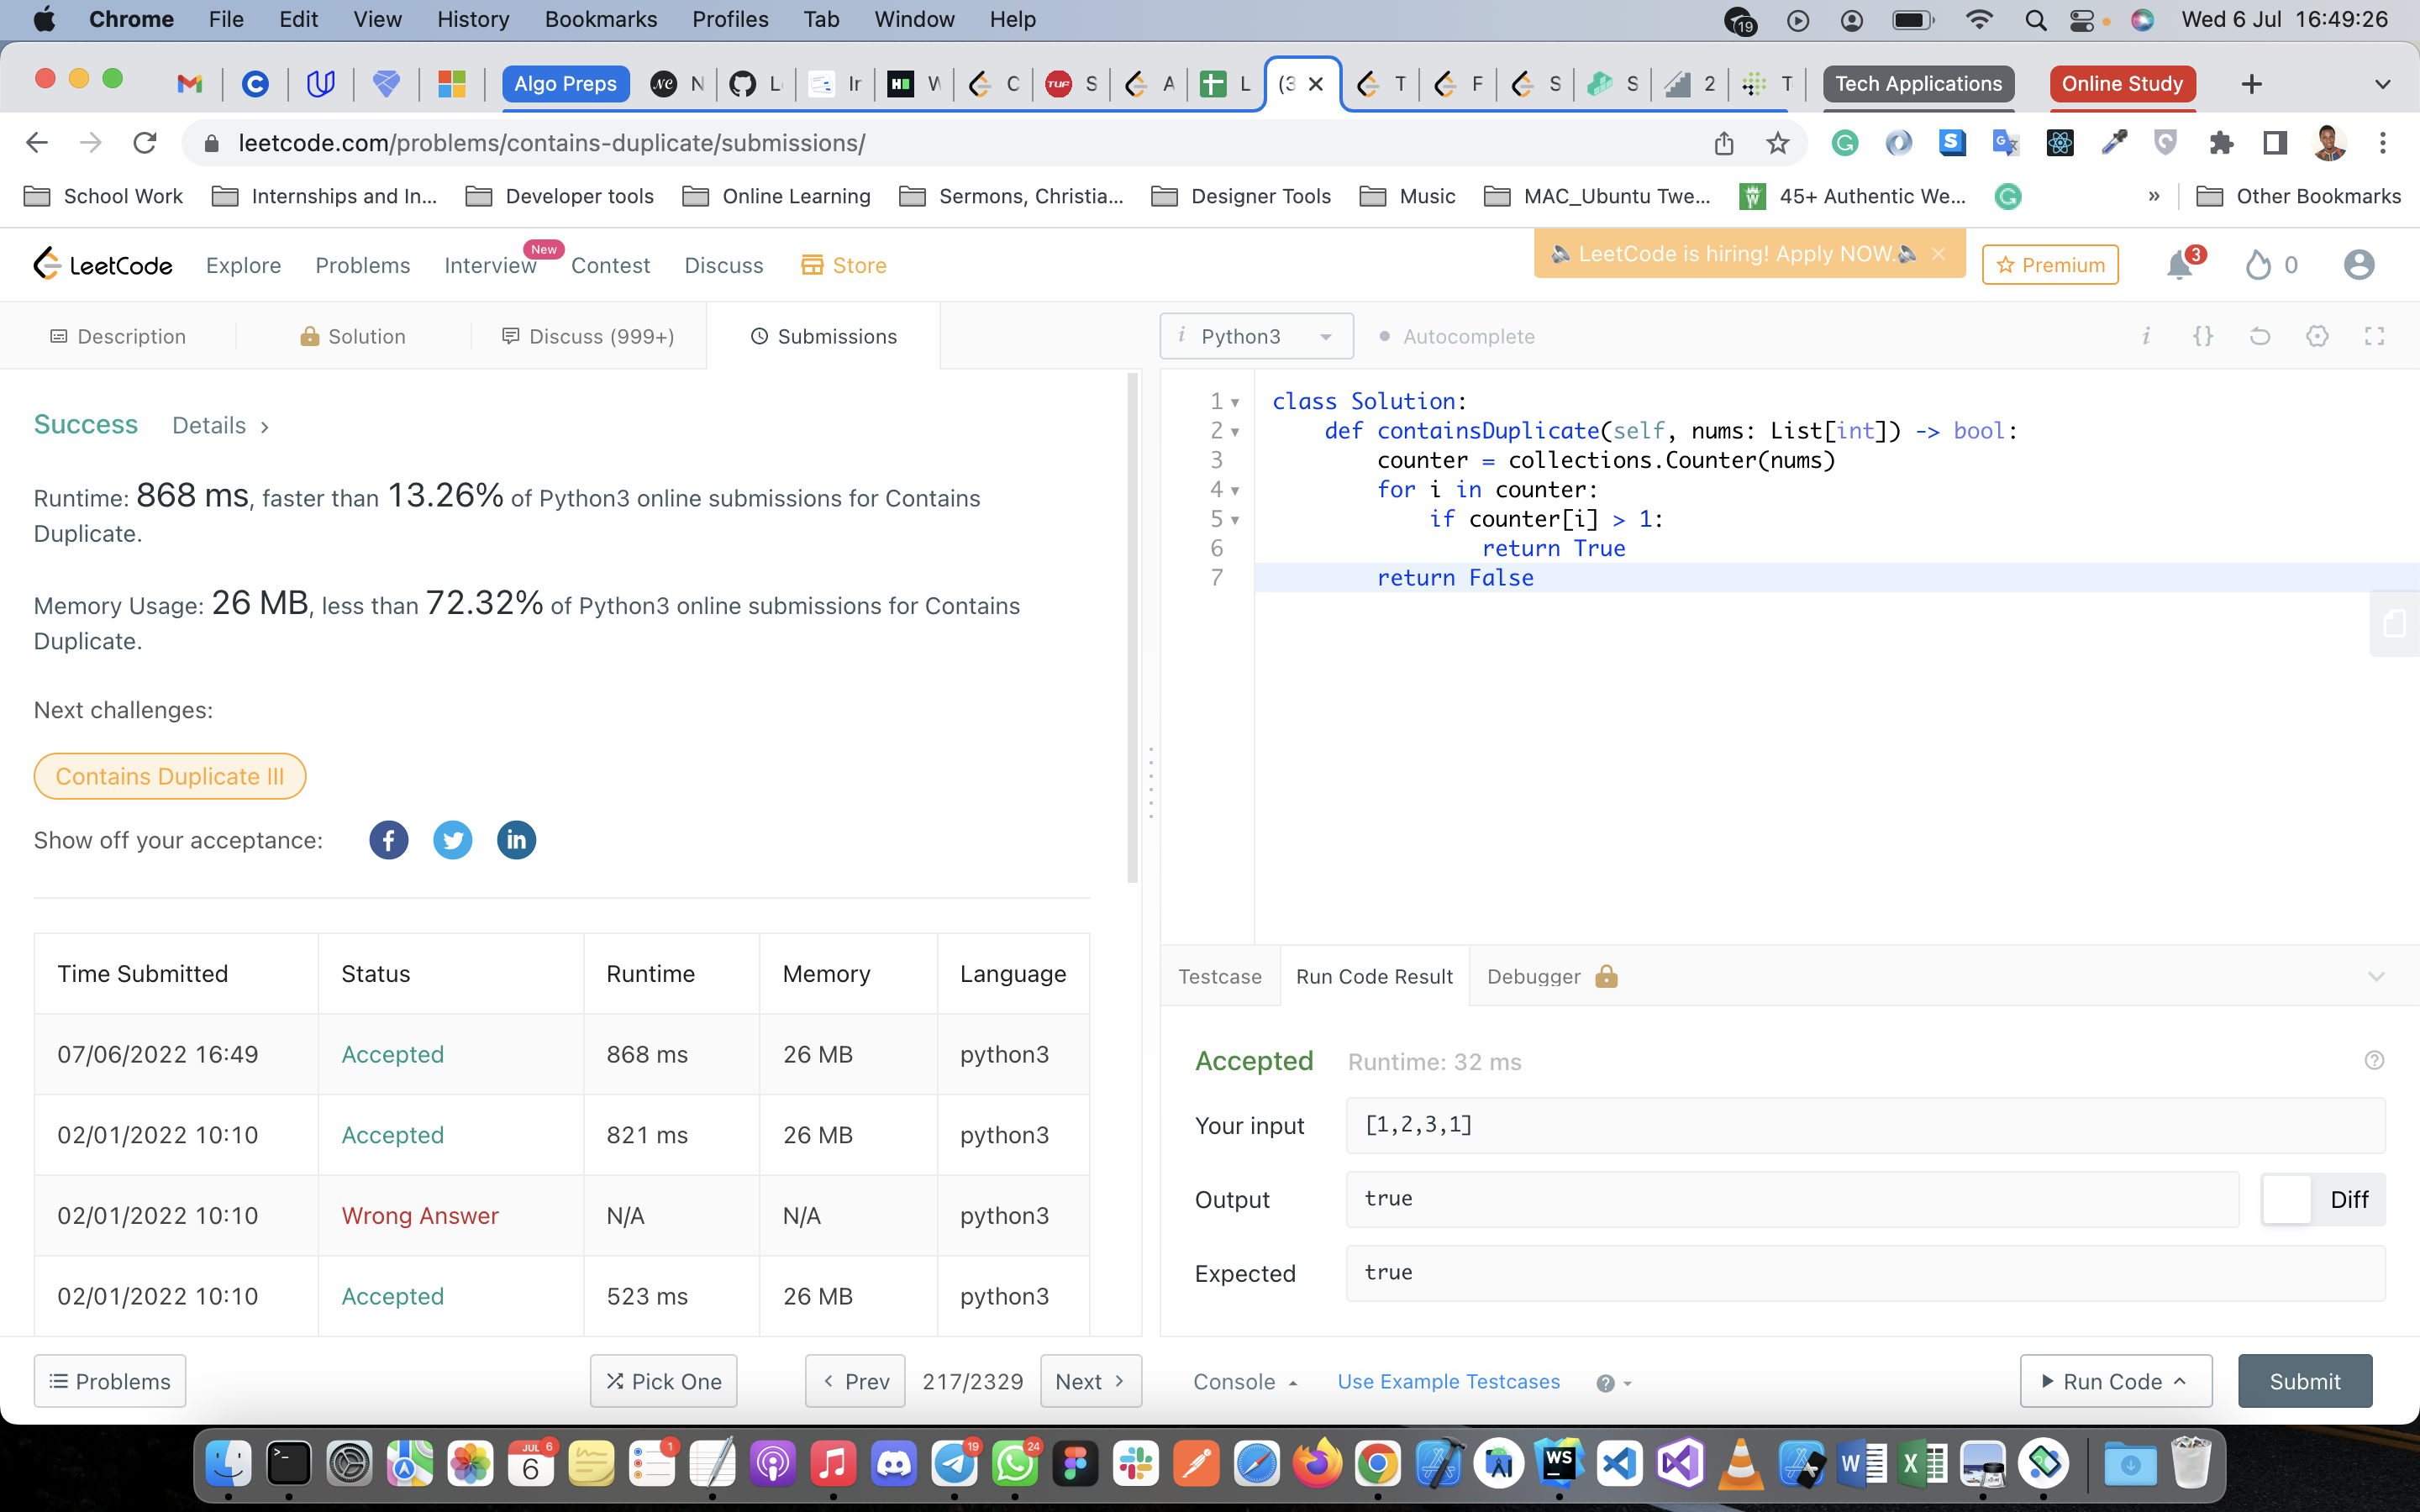 Chrome File Edit View History Bookmarks Profiles Tab Window Help 19 Wed 6 Jul 16:49:26
Algo Preps N L Ir W C S A L (3 T F S S 2 T Tech Applications Online Study
leetcode.com/problems/contains-duplicate/submissions/
School Work Internships and In... Developer tools Online Learning Sermons, Christia... Designer Tools Music MAC_Ubuntu Twe... 45+ Authentic We... » Other Bookmarks
LeetCode Explore Problems Interview New Contest Discuss Store LeetCode is hiring! Apply NOW. Premium 3 0
Description Solution Discuss (999+) Submissions
Python3 Autocomplete
Success Details
Runtime: 868 ms, faster than 13.26% of Python3 online submissions for Contains
Duplicate.
Memory Usage: 26 MB, less than 72.32% of Python3 online submissions for Contains
Duplicate.
Next challenges:
Contains Duplicate III
Show off your acceptance:
Time Submitted Status Runtime Memory Language
07/06/2022 16:49 Accepted 868 ms 26 MB python3
02/01/2022 10:10 Accepted 821 ms 26 MB python3
02/01/2022 10:10 Wrong Answer N/A N/A python3
02/01/2022 10:10 Accepted 523 ms 26 MB python3
Problems Pick One Prev 217/2329 Next
1 class Solution:
2 def containsDuplicate(self, nums: List[int]) -> bool:
3 counter = collections.Counter(nums)
4 for i in counter:
5 if counter[i] > 1:
6 return True
7 return False
Testcase Run Code Result Debugger
Accepted Runtime: 32 ms
Your input [1,2,3,1]
Output true Diff
Expected true
Console Use Example Testcases Run Code Submit
JUL 6 6 1 19 24 WS